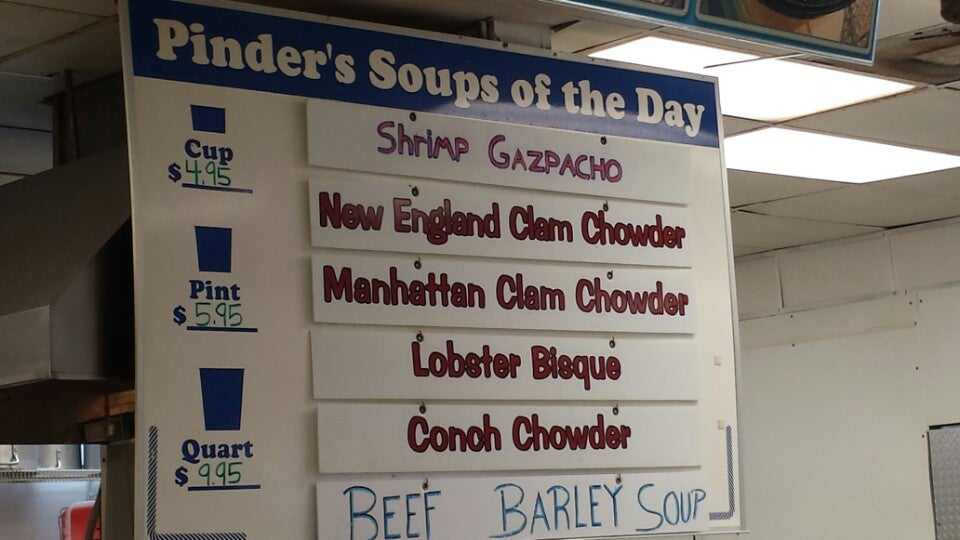 Pinder's Soups of the Day
Cup
$ 4.95
Pint
$ 5.95
Quart
$ 9.95
Shrimp Gazpacho
New England Clam Chowder
Manhattan Clam Chowder
Lobster Bisque
Conch Chowder
BEEF BARLEY SOUP